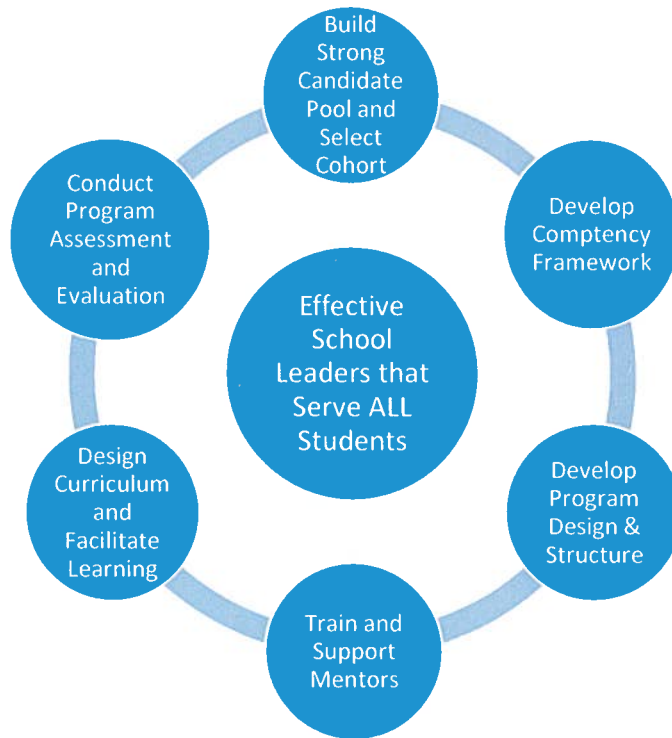 Build
Strong
Candidate
Pool and
Select
Cohort
Develop
Comptency
Framework
Develop
Program
Design &
Structure
Train and
Support
Mentors
Design
Curriculum
and
Facilitate
Learning
Conduct
Program
Assessment
and
Evaluation
Effective
School
Leaders that
Serve ALL
Students